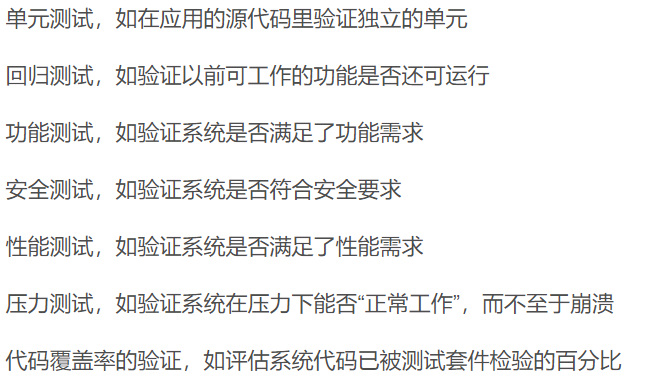 单元测试，如在应用的源代码里验证独立的单元
回归测试，如验证以前可工作的功能是否还可运行
功能测试，如验证系统是否满足了功能需求
安全测试，如验证系统是否符合安全要求
性能测试，如验证系统是否满足了性能需求
压力测试，如验证系统在压力下能否“正常工作”，而不至于崩溃
代码覆盖率的验证，如评估系统代码已被测试套件检验的百分比